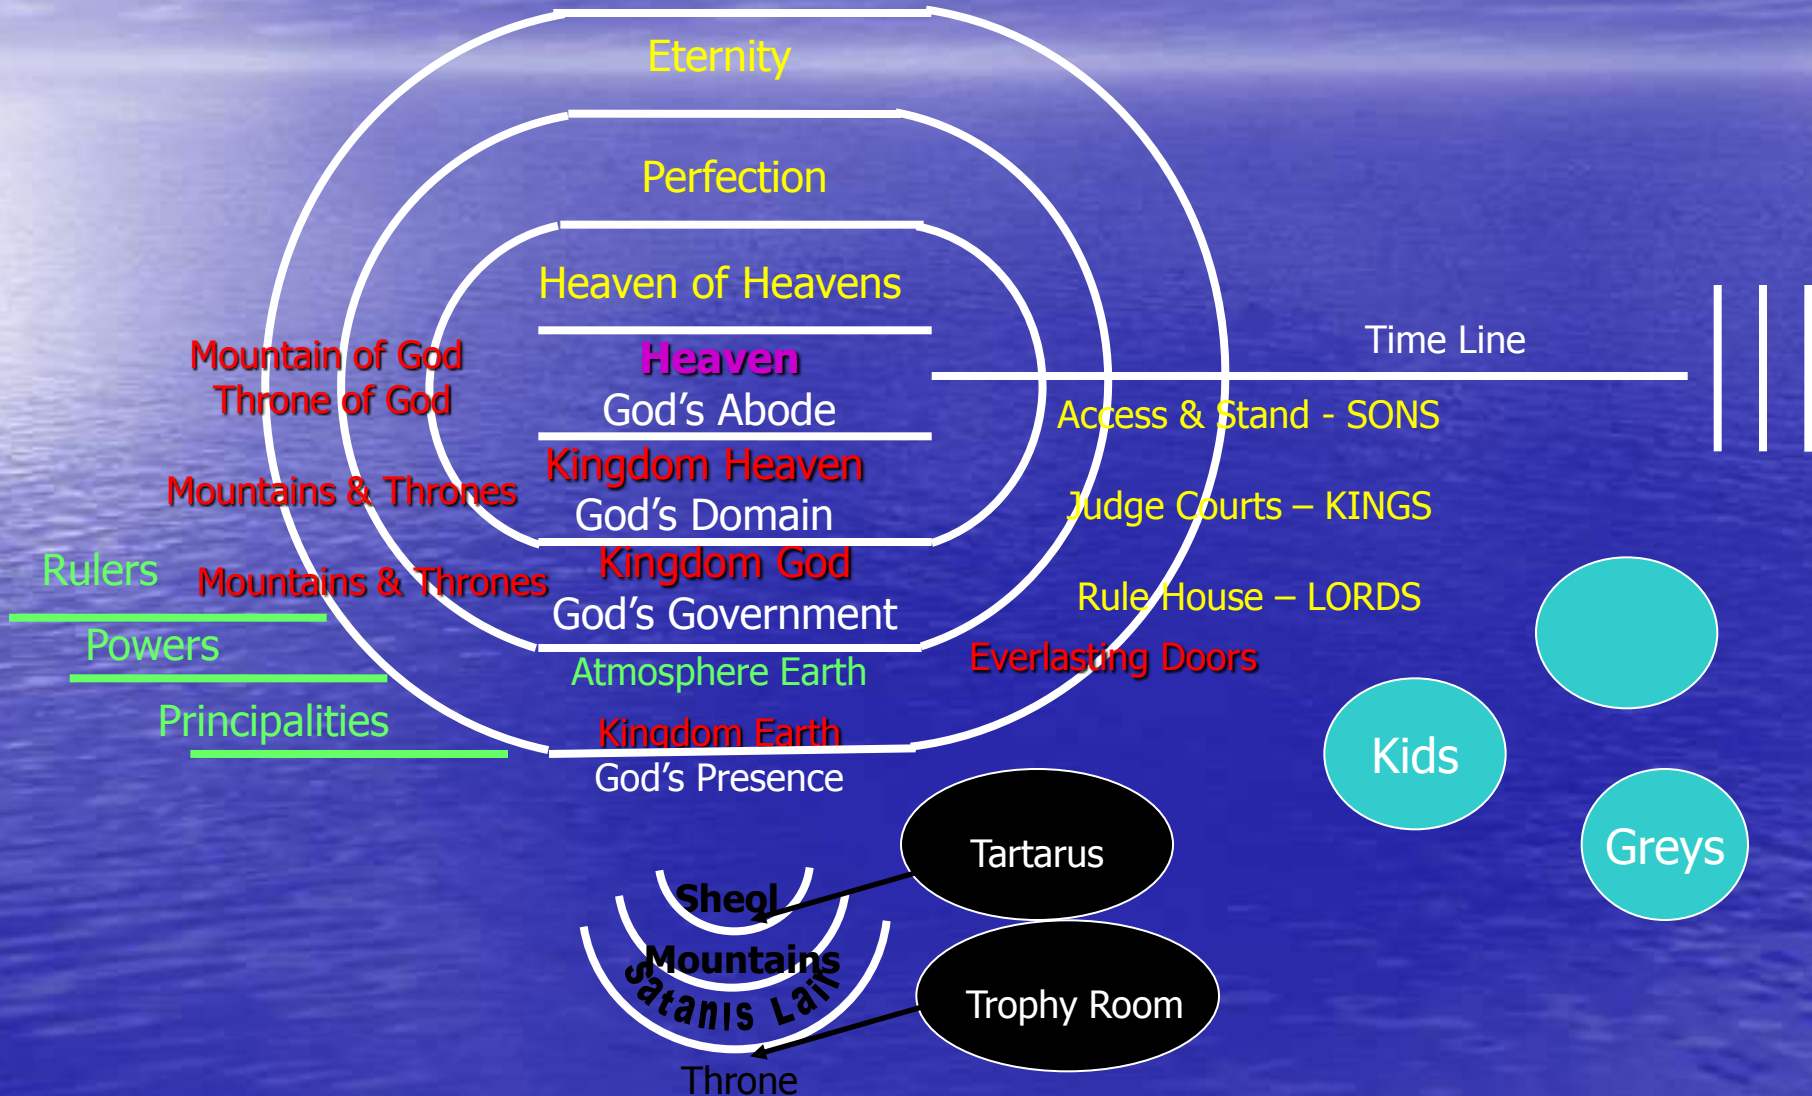 Eternity
Perfection
Heaven of Heavens
Heaven
God’s Abode
Kingdom Heaven
God’s Domain
Kingdom God
God’s Government
Atmosphere Earth
Kingdom Earth
God’s Presence
Mountain of God
Throne of God
Mountains & Thrones
Mountains & Thrones
Rulers
Powers
Principalities
Time Line
Access & Stand - SONS
Judge Courts – KINGS
Rule House – LORDS
Everlasting Doors
Kids
Greys
Tartarus
Sheol
Mountains
Satanis Lair
Trophy Room
Throne